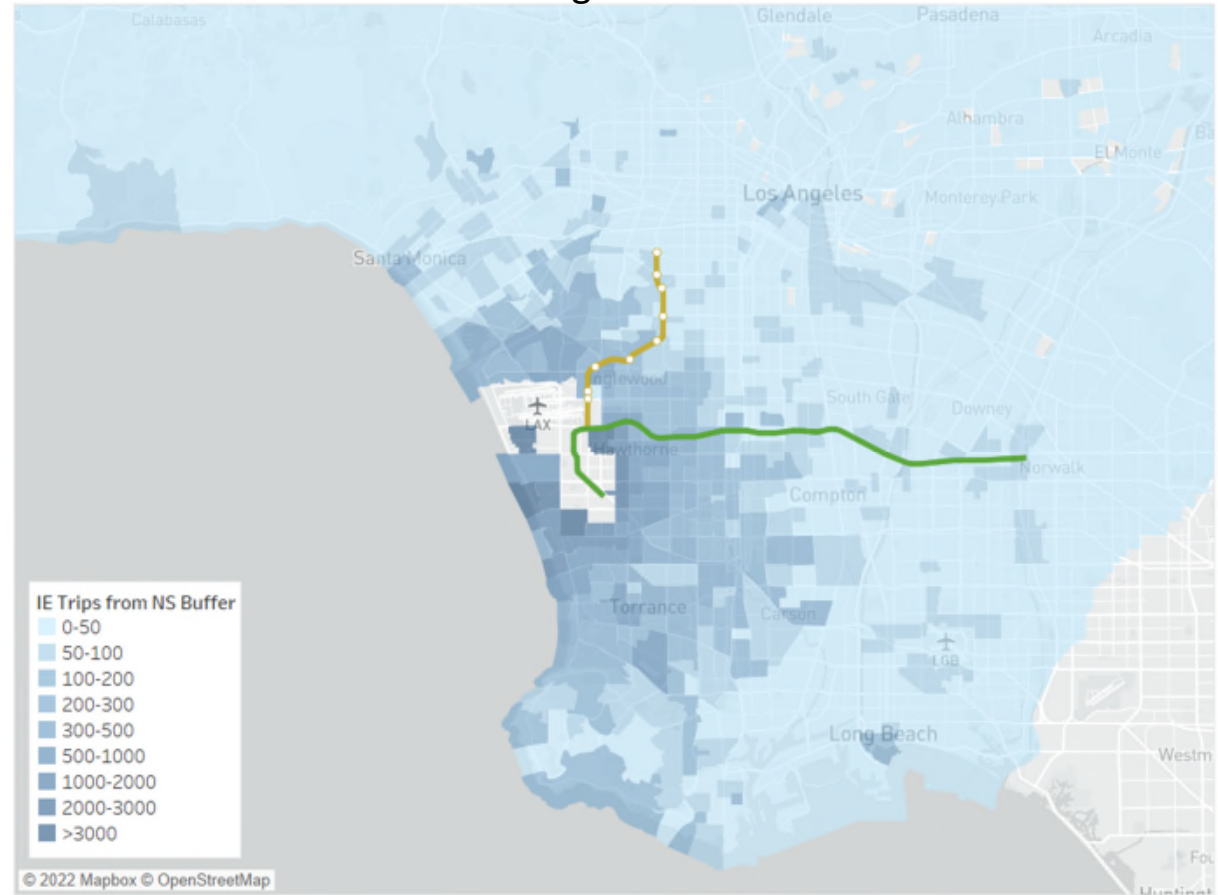 Calabasas
Glendale
Pasadena
Arcadia
Alhambra
El Monte
Los Angeles
Monterey Park
Santa Monica
Inglewood
LAX
South Gate
Downey
Hawthorne
Norwalk
Compton
Torrance
Carson
LGB
Long Beach
Westm
Fou
Huntingt
IE Trips from NS Buffer
0-50
50-100
100-200
200-300
300-500
500-1000
1000-2000
2000-3000
>3000
© 2022 Mapbox © OpenStreetMap